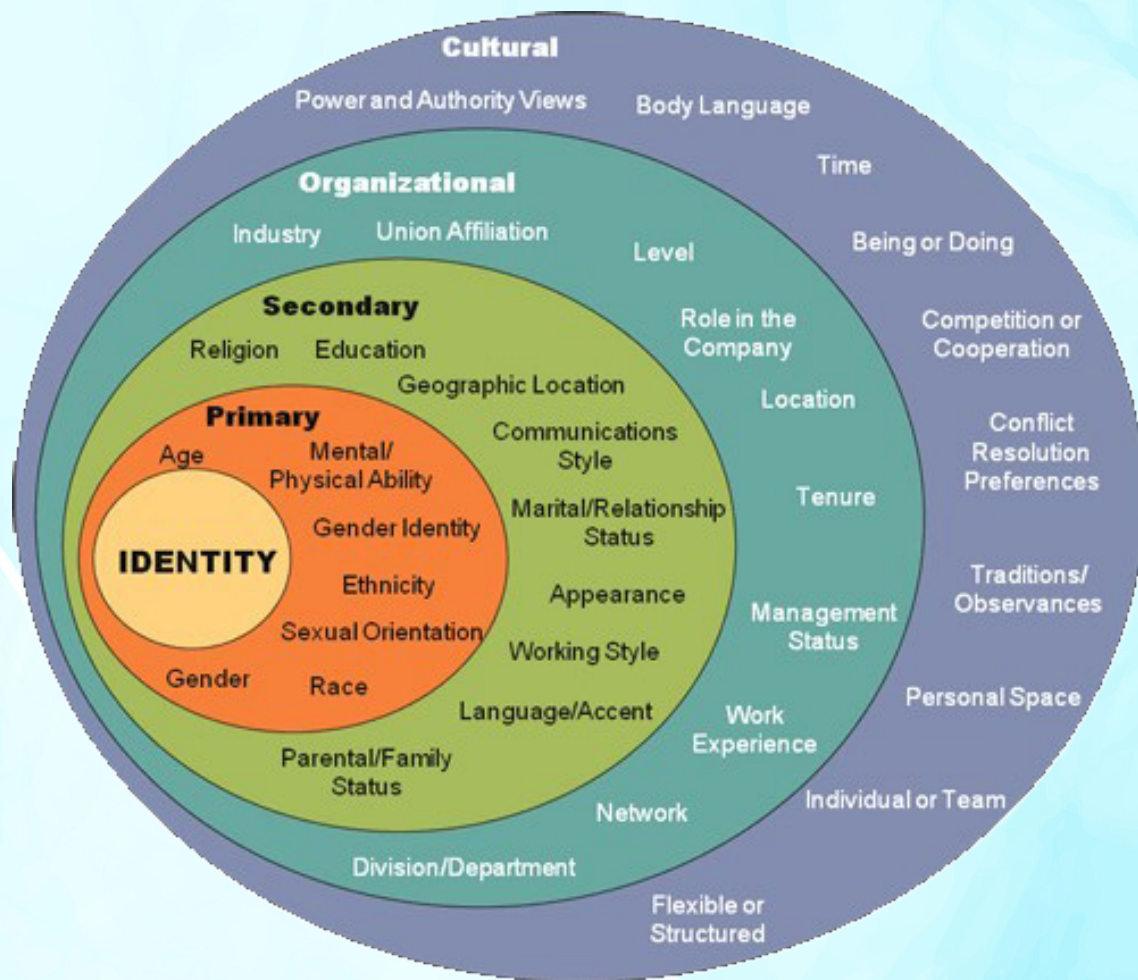 Cultural
Power and Authority Views
Body Language
Time
Being or Doing
Competition or
Cooperation
Conflict
Resolution
Preferences
Traditions/
Observances
Personal Space
Individual or Team
Flexible or
Structured
Organizational
Industry
Union Affiliation
Level
Role in the
Company
Location
Tenure
Management
Status
Work
Experience
Network
Division/Department
Secondary
Religion
Education
Geographic Location
Communications
Style
Marital/Relationship
Status
Appearance
Working Style
Language/Accent
Parental/Family
Status
Primary
Age
Mental/
Physical Ability
Gender Identity
Ethnicity
Sexual Orientation
Race
Gender
IDENTITY